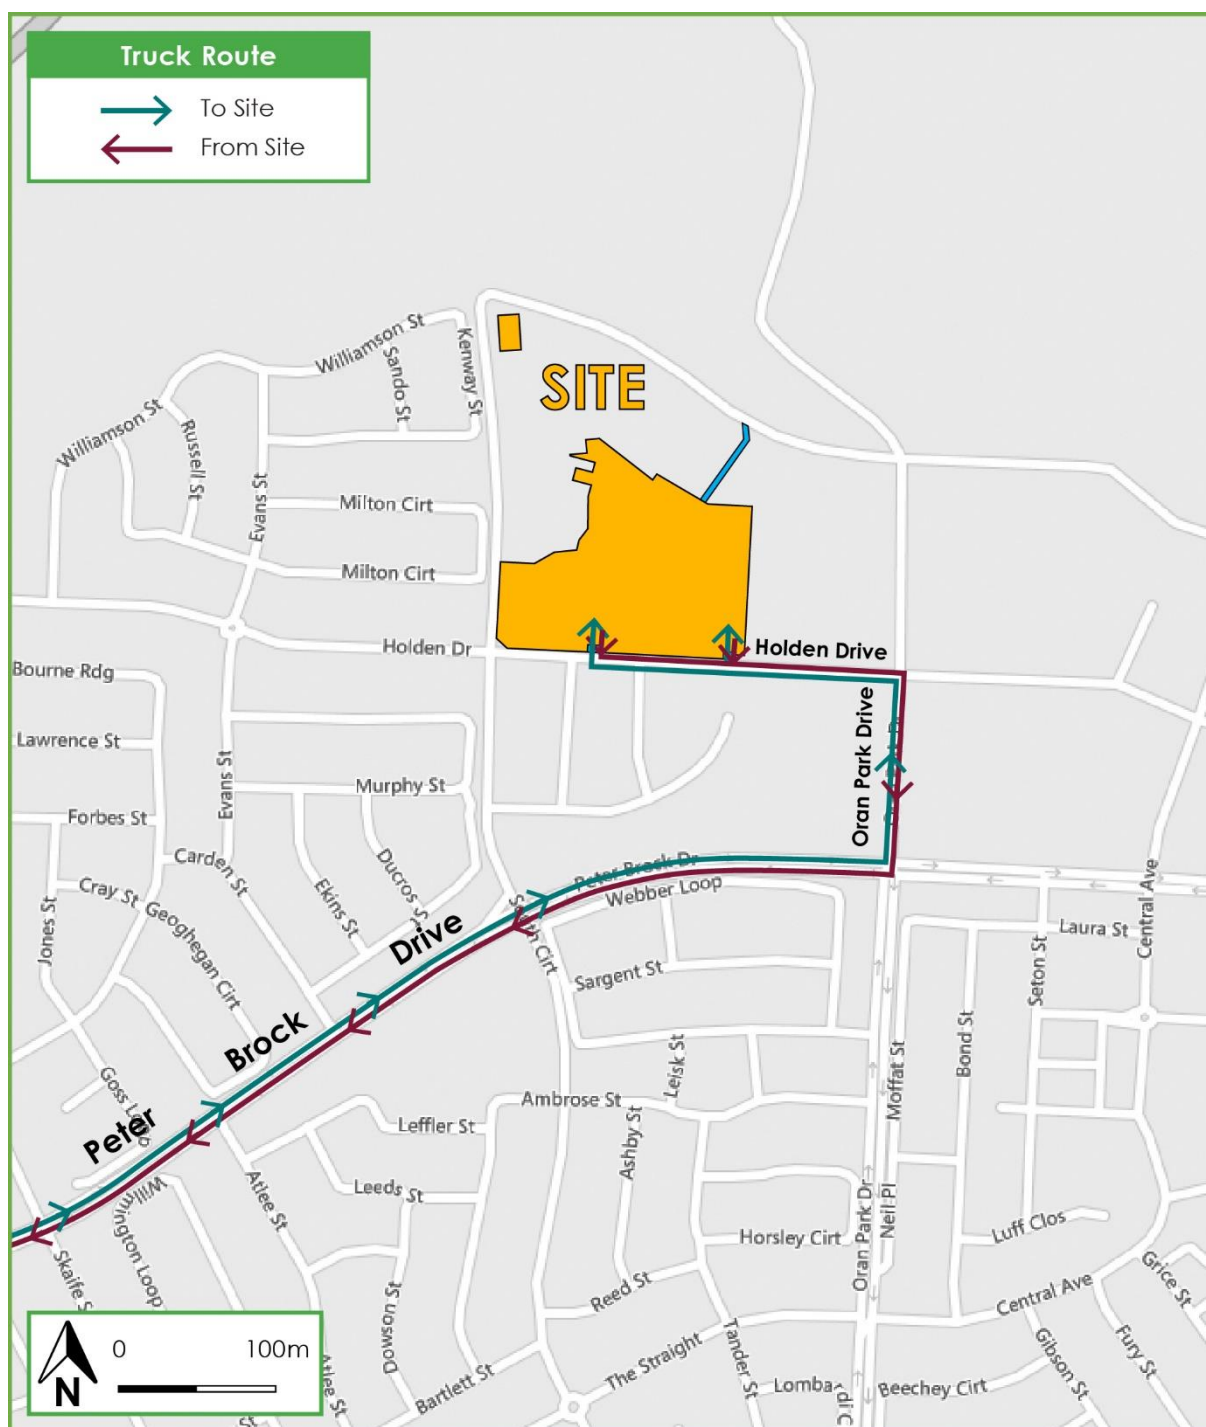 Truck Route
To Site
From Site
Williamson St
Kenway St
Sando St
SITE
Williamson St
Russell St
Evans St
Milton Cirt
Milton Cirt
Holden Dr
Holden Drive
Bourne Rdg
Lawrence St
Evans St
Murphy St
Oran Park Drive
Forbes St
Carden St
Ducros S
Ekins St
Cray St
Geoghegan Cirt
Jones St
Peter Brock Dr
Webber Loop
South Cirt
Sargent St
Laura St
Central Ave
Seton St
Bond St
Moffat St
Leisk St
Peter Brock Drive
Goss Loop
Ambrose St
Ashby St
Leffler St
Leeds St
Atlee St
Wilmington Loop
Skaife S
Dowson St
Oran Park Dr
Neil Pl
Horsley Cirt
Luff Clos
Reed St
Central Ave
Grice St
Fury St
Gibson St
Tander St
The Straight
Bartlett St
Atlee St
Lombardi C
Beechey Cirt
N
0 100m